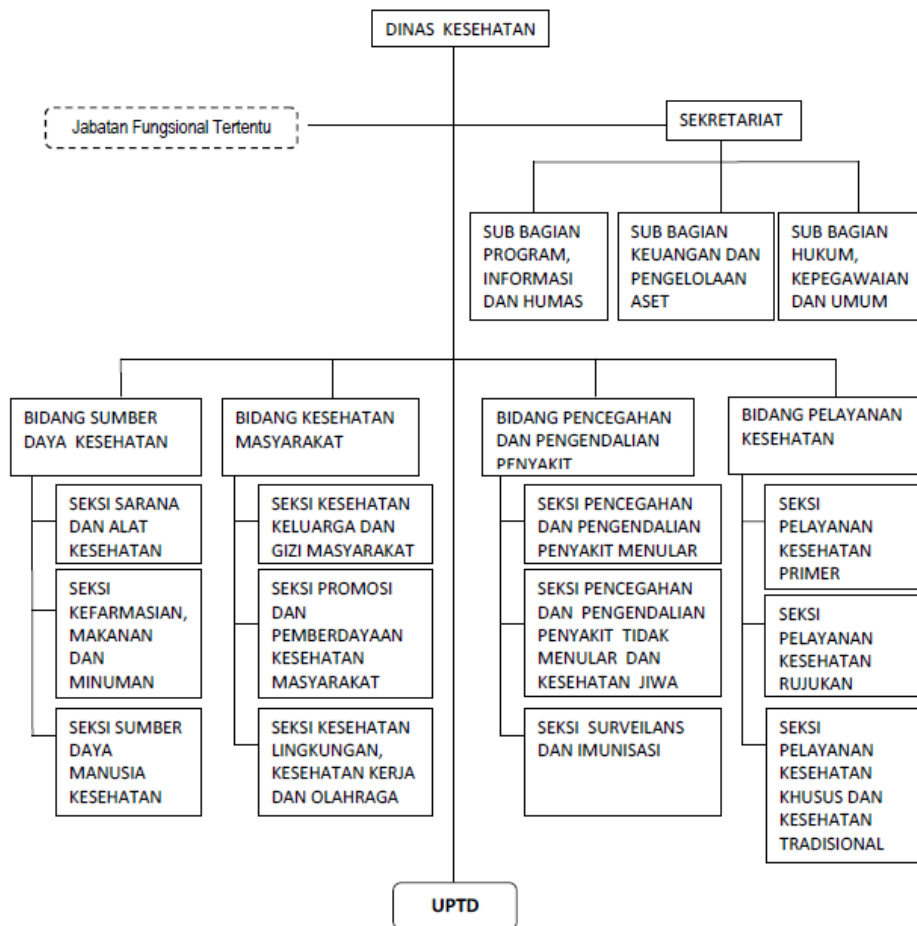 DINAS KESEHATAN
Jabatan Fungsional Tertentu
SEKRETARIAT
SUB BAGIAN
PROGRAM,
INFORMASI
DAN HUMAS
SUB BAGIAN
KEUANGAN DAN
PENGELOLAAN
ASET
SUB BAGIAN
HUKUM,
KEPEGAWAIAN
DAN UMUM
BIDANG SUMBER
DAYA KESEHATAN
SEKSI SARANA
DAN ALAT
KESEHATAN
SEKSI
KEFARMASIAN,
MAKANAN
DAN
MINUMAN
SEKSI SUMBER
DAYA
MANUSIA
KESEHATAN
BIDANG KESEHATAN
MASYARAKAT
SEKSI KESEHATAN
KELUARGA DAN
GIZI MASYARAKAT
SEKSI PROMOSI
DAN
PEMBERDAYAAN
KESEHATAN
MASYARAKAT
SEKSI KESEHATAN
LINGKUNGAN,
KESEHATAN KERJA
DAN OLAHRAGA
BIDANG PENCEGAHAN
DAN PENGENDALIAN
PENYAKIT
SEKSI PENCEGAHAN
DAN PENGENDALIAN
PENYAKIT MENULAR
SEKSI PENCEGAHAN
DAN PENGENDALIAN
PENYAKIT TIDAK
MENULAR DAN
KESEHATAN JIWA
SEKSI SURVEILANS
DAN IMUNISASI
BIDANG PELAYANAN
KESEHATAN
SEKSI
PELAYANAN
KESEHATAN
PRIMER
SEKSI
PELAYANAN
KESEHATAN
RUJUKAN
SEKSI
PELAYANAN
KESEHATAN
KHUSUS DAN
KESEHATAN
TRADISIONAL
UPTD